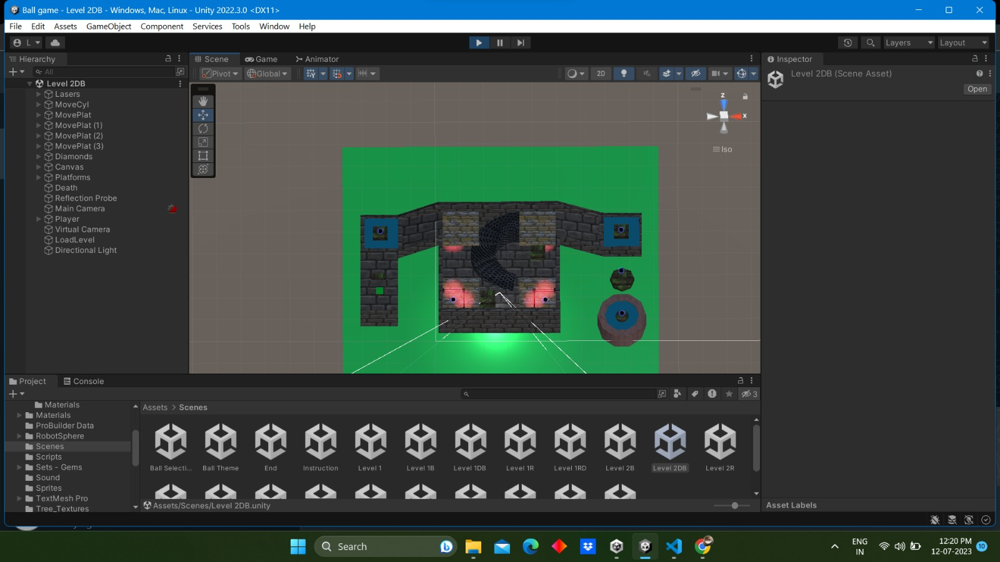 Ball game - Level 2DB - Windows, Mac, Linux - Unity 2022.3.0 <DX11>
File Edit Assets GameObject Component Services Tools Window Help
L Layers Layout
Hierarchy
All
Level 2DB
Lasers
MoveCyl
MovePlat
MovePlat (1)
MovePlat (2)
MovePlat (3)
Diamonds
Canvas
Platforms
Death
Reflection Probe
Main Camera
Player
Virtual Camera
LoadLevel
Directional Light
Scene Game Animator
Pivot Global 2D
z
x
Iso
Inspector
Level 2DB (Scene Asset)
Open
Project Console
3
Materials
Materials
ProBuilder Data
RobotSphere
Scenes
Scripts
Sets - Gems
Sound
Sprites
TextMesh Pro
Tree_Textures
Assets > Scenes
Ball Selecti... Ball Theme End Instruction Level 1 Level 1B Level 1DB Level 1R Level 1RD Level 2B Level 2DB Level 2R
Assets/Scenes/Level 2DB.unity
Asset Labels
Search
ENG
IN
12:20 PM
12-07-2023
10